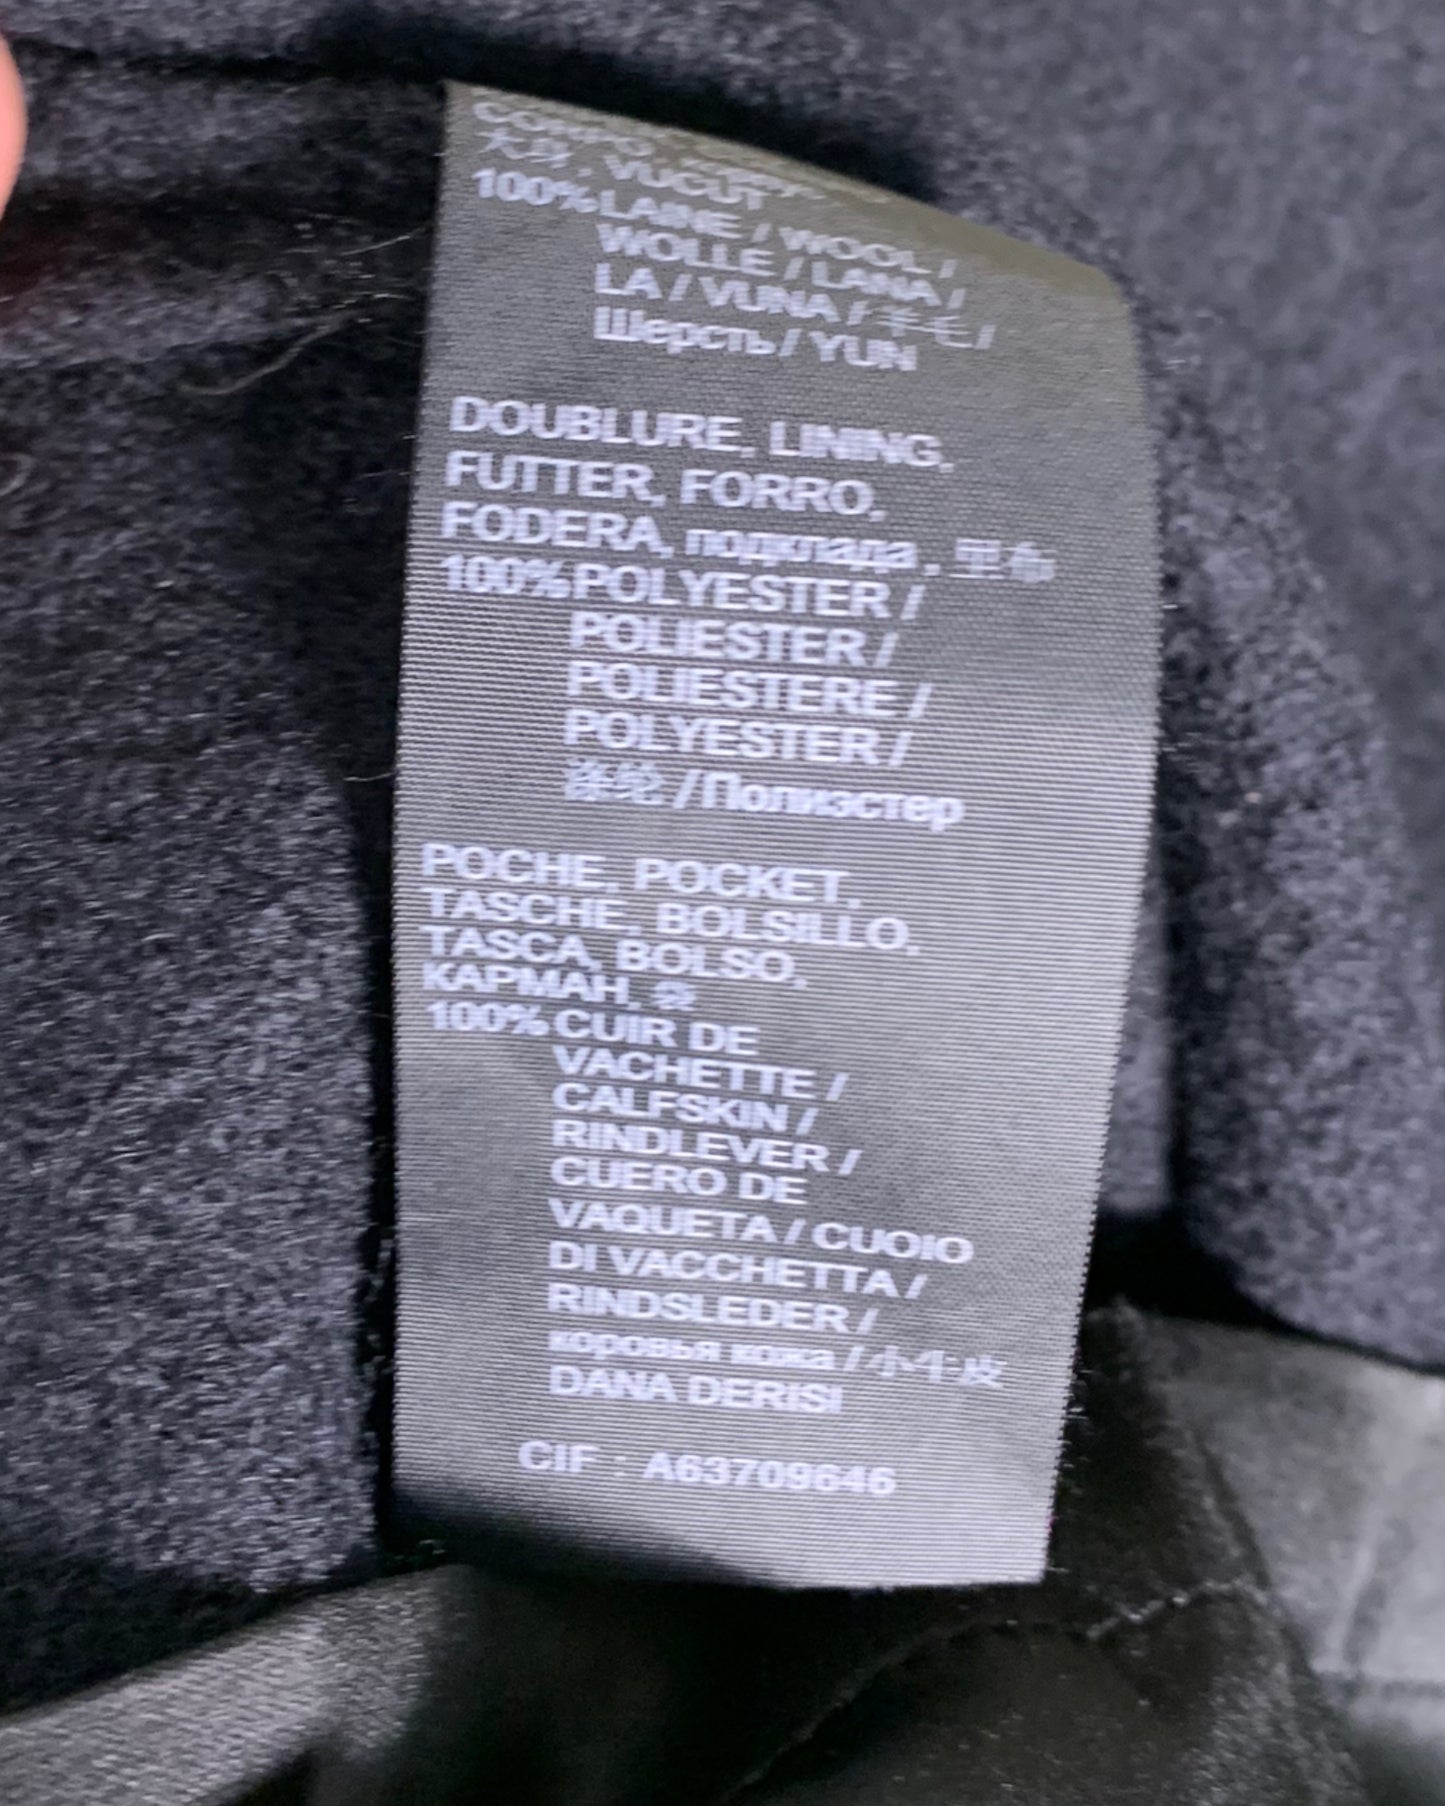 大身, VUCUT
100% LAINE / WOOL /
WOLLE / LANA /
LA / VUNA / 羊毛 /
Шерсть / YUN
DOUBLURE, LINING,
FUTTER, FORRO,
FODERA, подклада , 里布
100% POLYESTER /
POLIESTER /
POLIESTERE /
POLYESTER /
涤纶 / Полиэстер
POCHE, POCKET,
TASCHE, BOLSILLO,
TASCA, BOLSO,
КАРМАН, 袋
100% CUIR DE
VACHETTE /
CALFSKIN /
RINDLEVER /
CUERO DE
VAQUETA / CUOIO
DI VACCHETTA /
RINDSLEDER /
коровья кожа / 小牛皮
DANA DERISI
CIF : A63709646